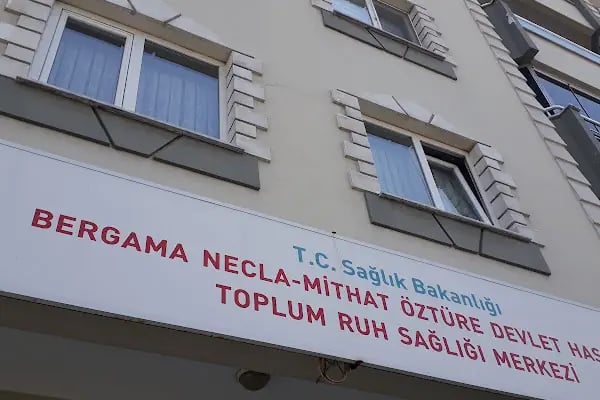 T.C. Sağlık Bakanlığı
BERGAMA NECLA-MİTHAT ÖZTÜRE DEVLET HAS
TOPLUM RUH SAĞLIĞI MERKEZİ